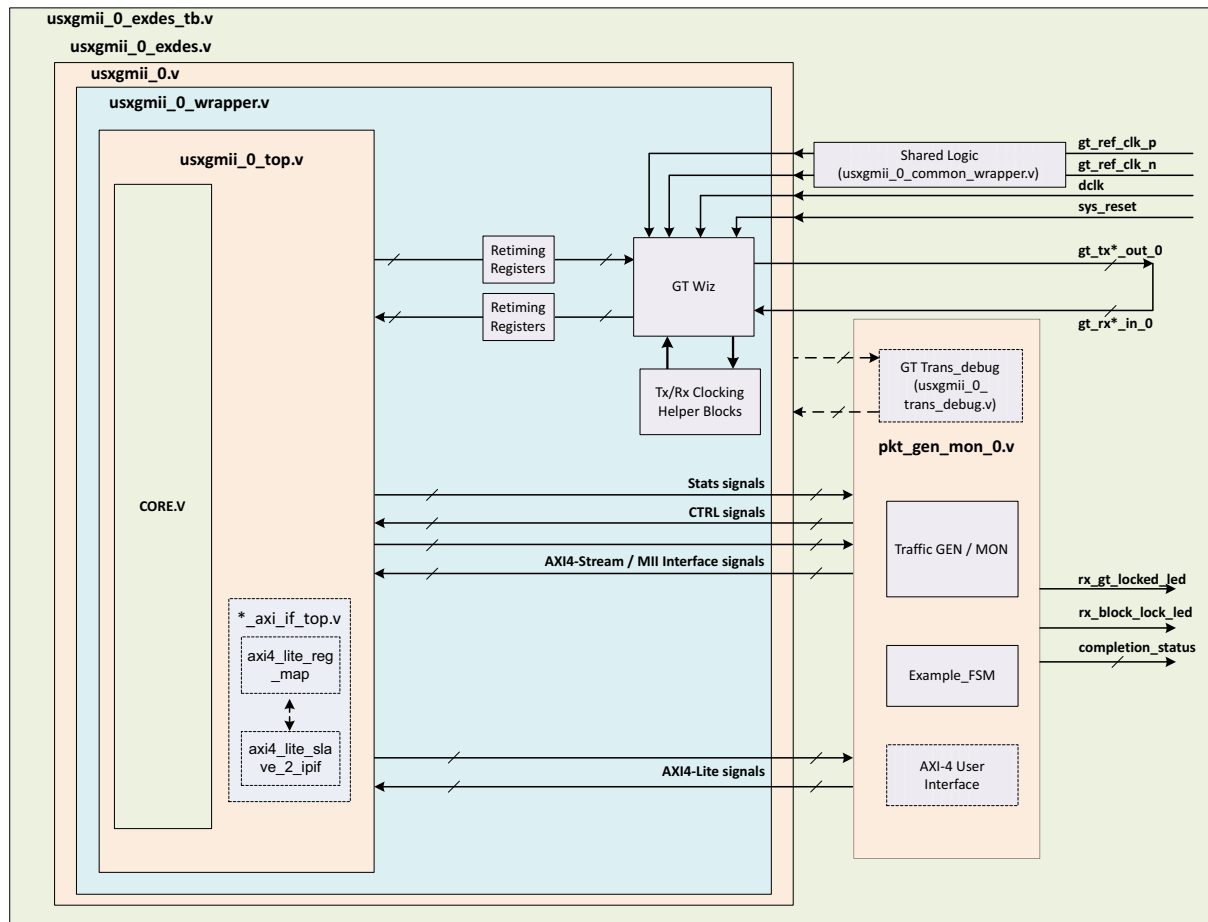 usxgmii_0_exdes_tb.v
usxgmii_0_exdes.v
usxgmii_0.v
usxgmii_0_wrapper.v
usxgmii_0_top.v
CORE.V
*_axi_if_top.v
axi4_lite_reg
_map
axi4_lite_sla
ve_2_ipif
Retiming
Registers
Retiming
Registers
GT Wiz
Tx/Rx Clocking
Helper Blocks
Shared Logic
(usxgmii_0_common_wrapper.v)
gt_ref_clk_p
gt_ref_clk_n
dclk
sys_reset
gt_tx*_out_0
gt_rx*_in_0
GT Trans_debug
(usxgmii_0_
trans_debug.v)
pkt_gen_mon_0.v
Stats signals
CTRL signals
AXI4-Stream / MII Interface signals
AXI4-Lite signals
Traffic GEN / MON
Example_FSM
AXI-4 User
Interface
rx_gt_locked_led
rx_block_lock_led
completion_status